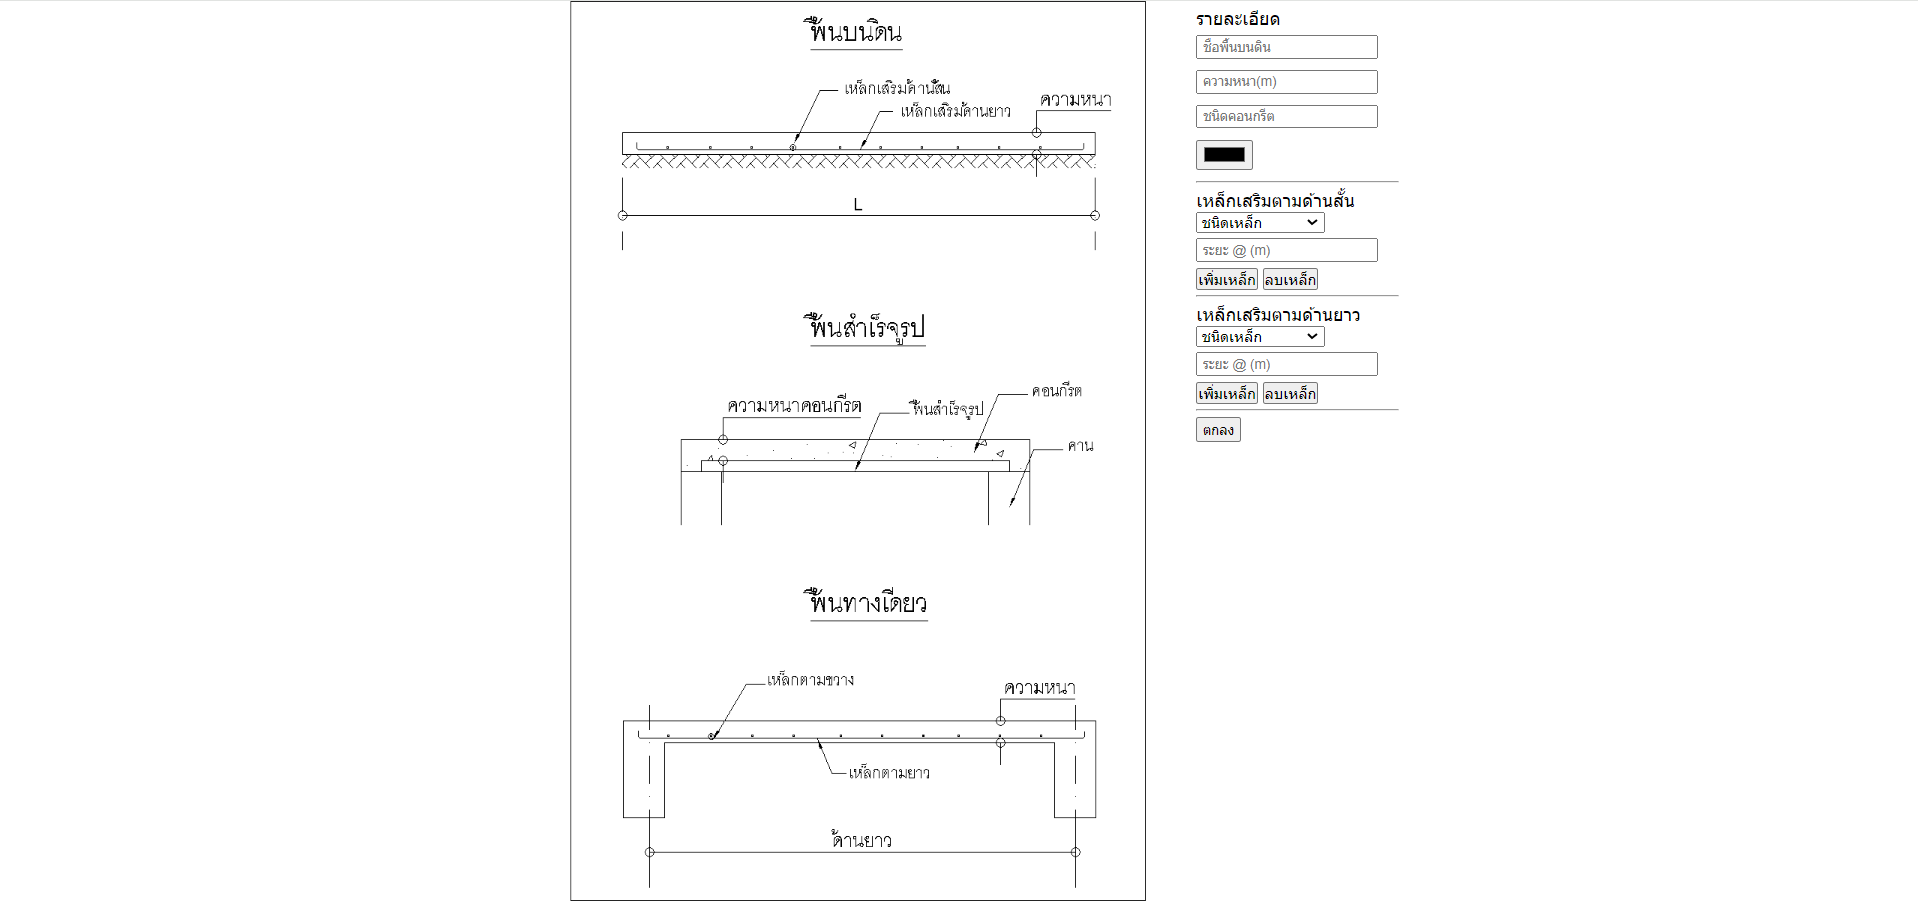 พื้นบนดิน
เหล็กเสริมด้านสั้น
เหล็กเสริมด้านยาว
ความหนา
L
พื้นสำเร็จรูป
ความหนาคอนกรีต
พื้นสำเร็จรูป
คอนกรีต
คาน
พื้นทางเดียว
เหล็กตามขวาง
ความหนา
เหล็กตามยาว
ด้านยาว
รายละเอียด
ชื่อพื้นบนดิน
ความหนา(m)
ชนิดคอนกรีต
เหล็กเสริมตามด้านสั้น
ชนิดเหล็ก
ระยะ @ (m)
เพิ่มเหล็ก ลบเหล็ก
เหล็กเสริมตามด้านยาว
ชนิดเหล็ก
ระยะ @ (m)
เพิ่มเหล็ก ลบเหล็ก
ตกลง